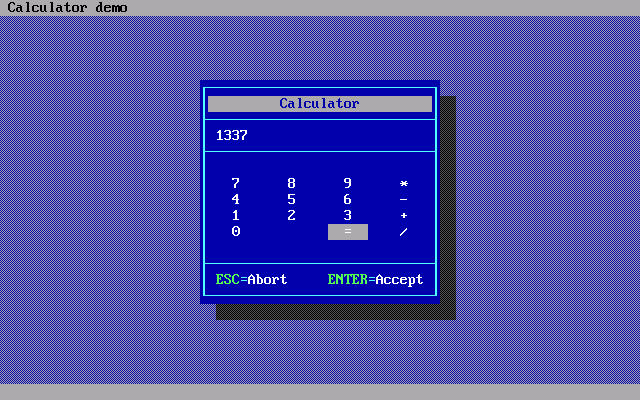 Calculator demo
Calculator
1337
7 8 9 *
4 5 6 -
1 2 3 +
0 = /
ESC=Abort ENTER=Accept